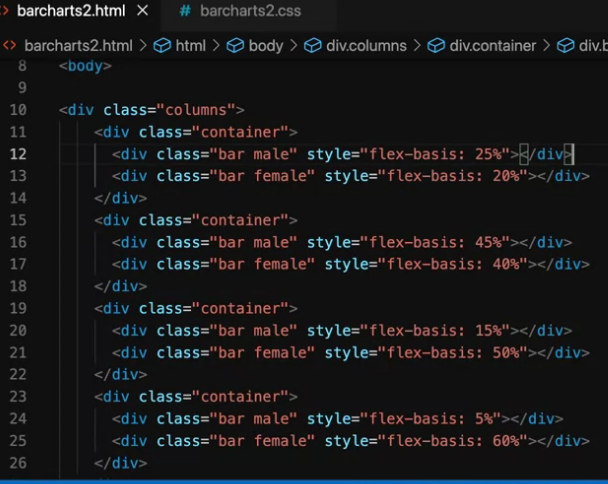 <> barcharts2.html × # barcharts2.css
<> barcharts2.html > html > body > div.columns > div.container > div.b
8 <body>
9
10 <div class="columns">
11 <div class="container">
12 <div class="bar male" style="flex-basis: 25%"></div>
13 <div class="bar female" style="flex-basis: 20%"></div>
14 </div>
15 <div class="container">
16 <div class="bar male" style="flex-basis: 45%"></div>
17 <div class="bar female" style="flex-basis: 40%"></div>
18 </div>
19 <div class="container">
20 <div class="bar male" style="flex-basis: 15%"></div>
21 <div class="bar female" style="flex-basis: 50%"></div>
22 </div>
23 <div class="container">
24 <div class="bar male" style="flex-basis: 5%"></div>
25 <div class="bar female" style="flex-basis: 60%"></div>
26 </div>